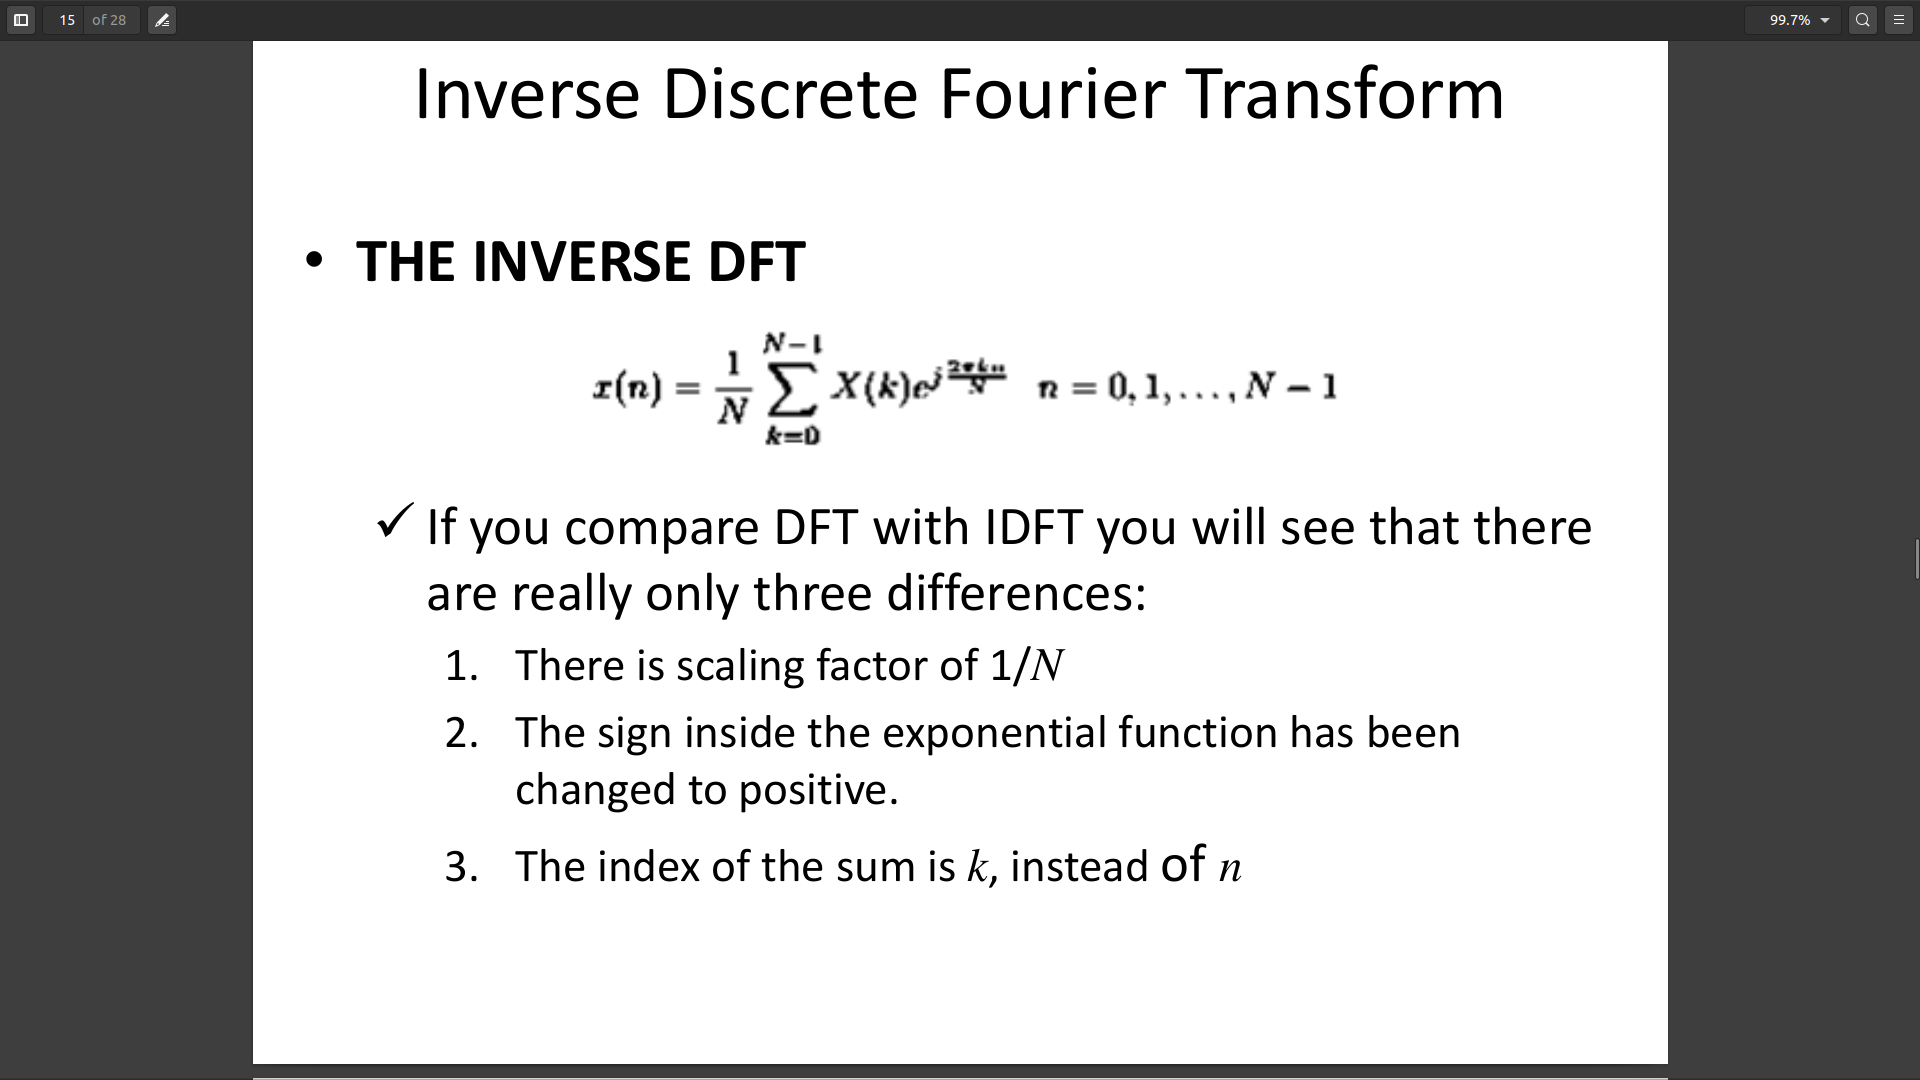 15 of 28
99.7%
Inverse Discrete Fourier Transform
• THE INVERSE DFT
x(n) = \frac{1}{N} \sum_{k=0}^{N-1} X(k)e^{j\frac{2\pi kn}{N}} n = 0, 1, . . . , N − 1
✓ If you compare DFT with IDFT you will see that there
are really only three differences:
1. There is scaling factor of 1/N
2. The sign inside the exponential function has been
changed to positive.
3. The index of the sum is k, instead of n